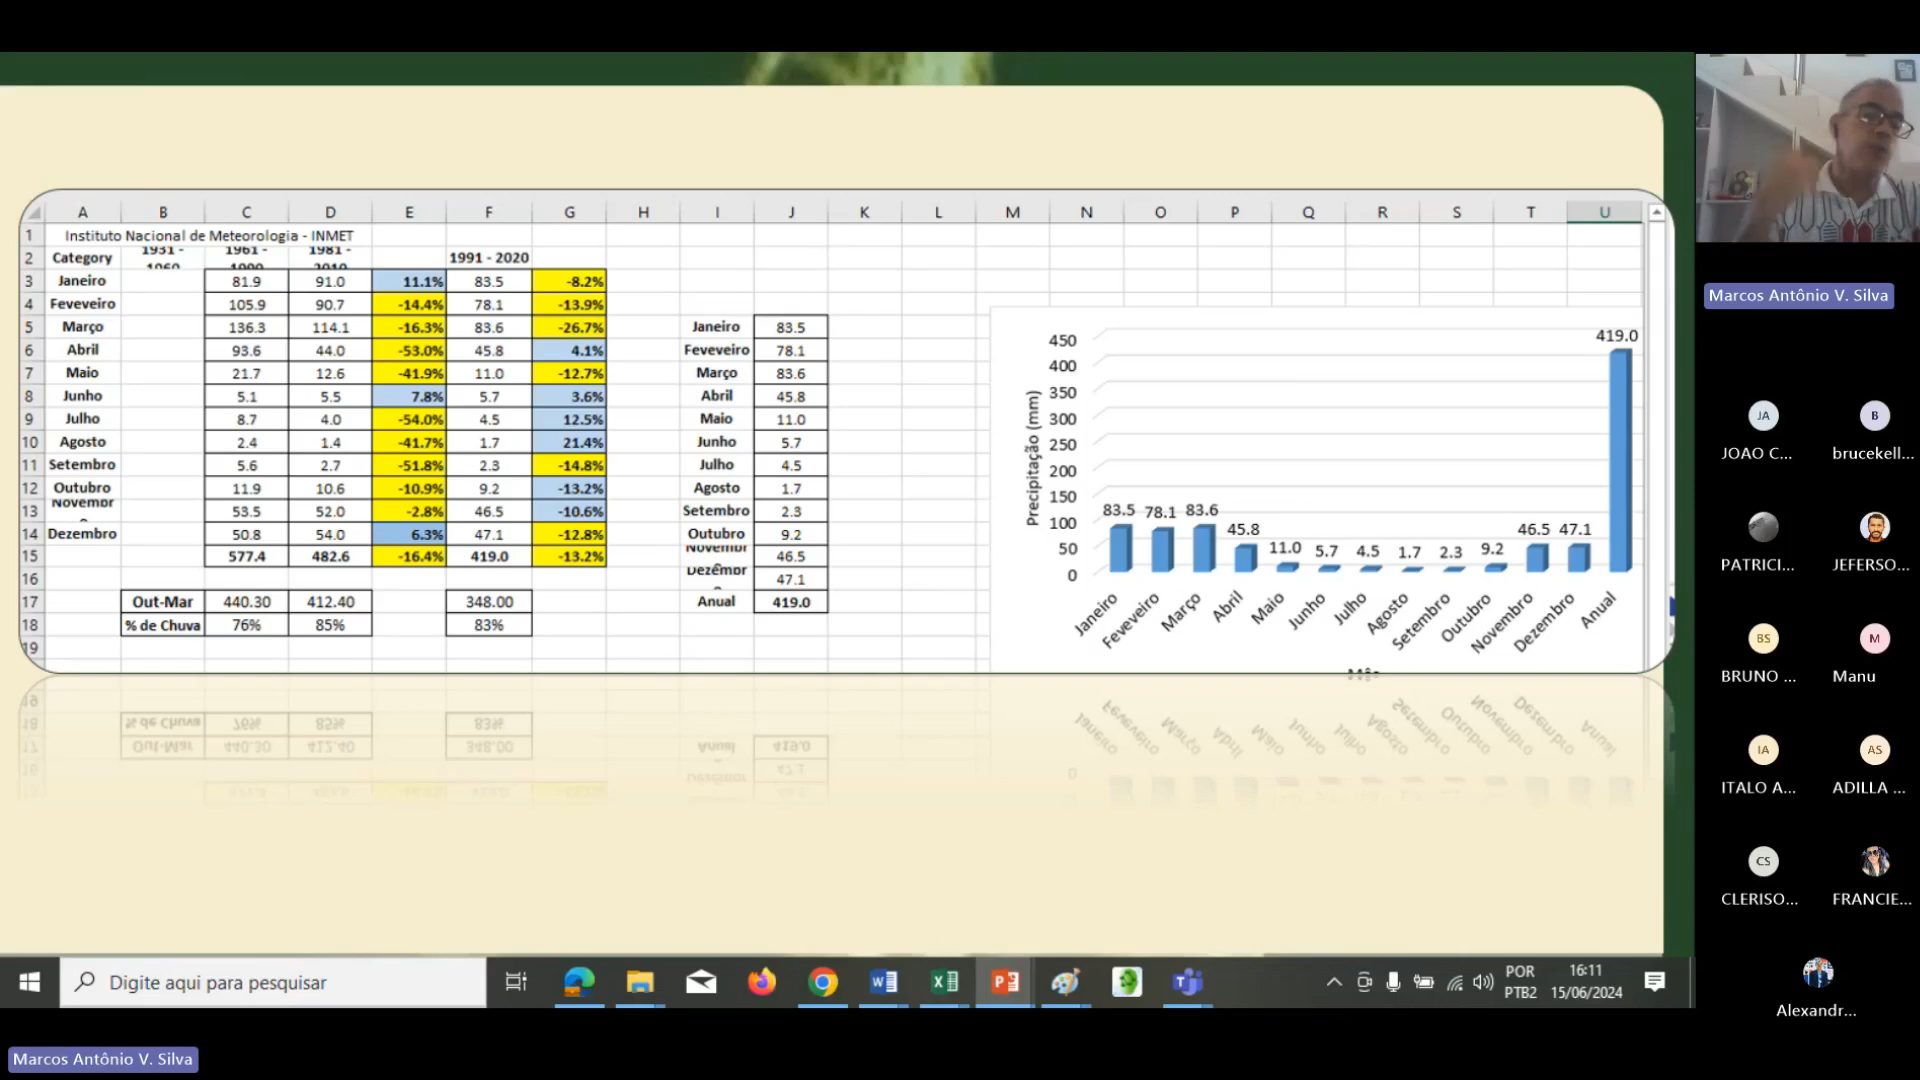 A B C D E F G H I J K L M N O P Q R S T U
1 Instituto Nacional de Meteorologia - INMET
2 Category 1931 - 1960 1961 - 1990 1981 - 2010 1991 - 2020
3 Janeiro 81.9 91.0 11.1% 83.5 -8.2%
4 Feveveiro 105.9 90.7 -14.4% 78.1 -13.9%
5 Março 136.3 114.1 -16.3% 83.6 -26.7% Janeiro 83.5
6 Abril 93.6 44.0 -53.0% 45.8 4.1% Feveveiro 78.1
7 Maio 21.7 12.6 -41.9% 11.0 -12.7% Março 83.6
8 Junho 5.1 5.5 7.8% 5.7 3.6% Abril 45.8
9 Julho 8.7 4.0 -54.0% 4.5 12.5% Maio 11.0
10 Agosto 2.4 1.4 -41.7% 1.7 21.4% Junho 5.7
11 Setembro 5.6 2.7 -51.8% 2.3 -14.8% Julho 4.5
12 Outubro 11.9 10.6 -10.9% 9.2 -13.2% Agosto 1.7
13 Novembro 53.5 52.0 -2.8% 46.5 -10.6% Setembro 2.3
14 Dezembro 50.8 54.0 6.3% 47.1 -12.8% Outubro 9.2
15 577.4 482.6 -16.4% 419.0 -13.2% Novembro 46.5
16 Dezembro 47.1
17 Out-Mar 440.30 412.40 348.00 Anual 419.0
18 % de Chuva 76% 85% 83%
19
Precipitação (mm)
450
400
350
300
250
200
150
100
50
0
83.5 78.1 83.6 45.8 11.0 5.7 4.5 1.7 2.3 9.2 46.5 47.1 419.0
Janeiro Feveveiro Março Abril Maio Junho Julho Agosto Setembro Outubro Novembro Dezembro Anual
Marcos Antônio V. Silva
JA B
JOAO C... brucekell...
PATRICI... JEFERSO...
BS M
BRUNO ... Manu
IA AS
ITALO A... ADILLA ...
CS
CLERISO... FRANCIE...
Alexandr...
Digite aqui para pesquisar
POR
PTB2
16:11
15/06/2024
Marcos Antônio V. Silva